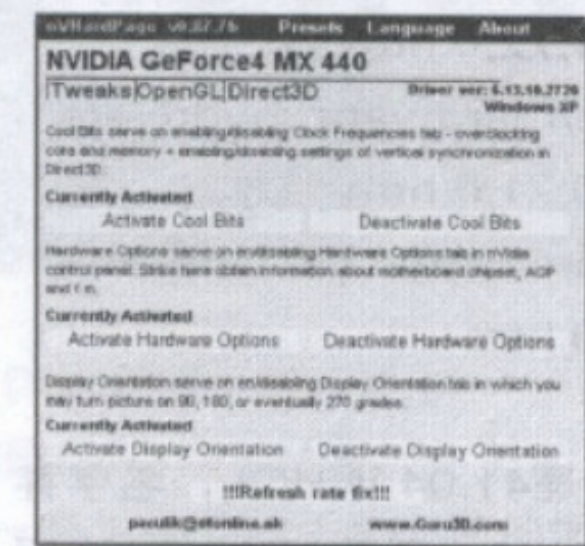 nVHardPage v0.87.7b Presets Language About
NVIDIA GeForce4 MX 440
Tweaks|OpenGL|Direct3D
Driver ver: 6.13.10.2720
Windows XP
Cool Bits serve on enabling/disabling Clock Frequencies tab - overclocking
core and memory + enabling/disabling settings of vertical synchronization in
Direct3D.
Currently Activated
Activate Cool Bits Deactivate Cool Bits
Hardware Options serve on en/disabling Hardware Options tab in nVidia
control panel. Strike here obtain information about motherboard chipset, AGP
and f.m.
Currently Activated
Activate Hardware Options Deactivate Hardware Options
Display Orientation serve on en/disabling Display Orientation tab in which you
may turn picture on 90, 180, or eventually 270 grades.
Currently Activated
Activate Display Orientation Deactivate Display Orientation
!!!Refresh rate fix!!!
www.Guru3D.com